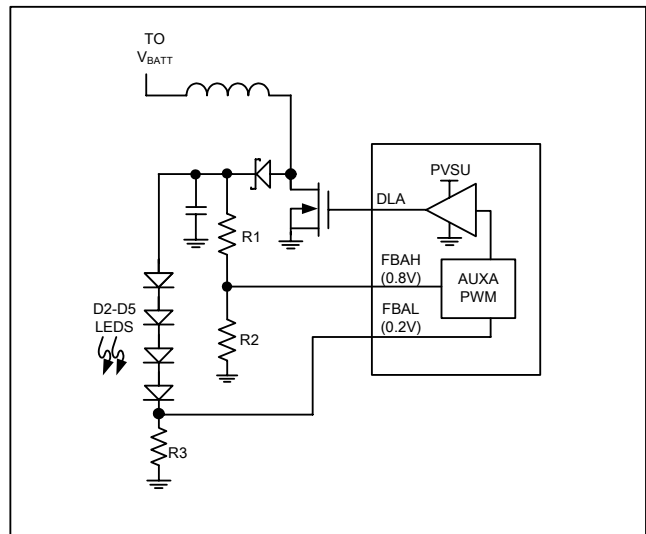 TO
VBATT
PVSU
DLA
R1
FBAH
(0.8V)
AUXA
PWM
FBAL
(0.2V)
D2-D5
LEDS
R2
R3